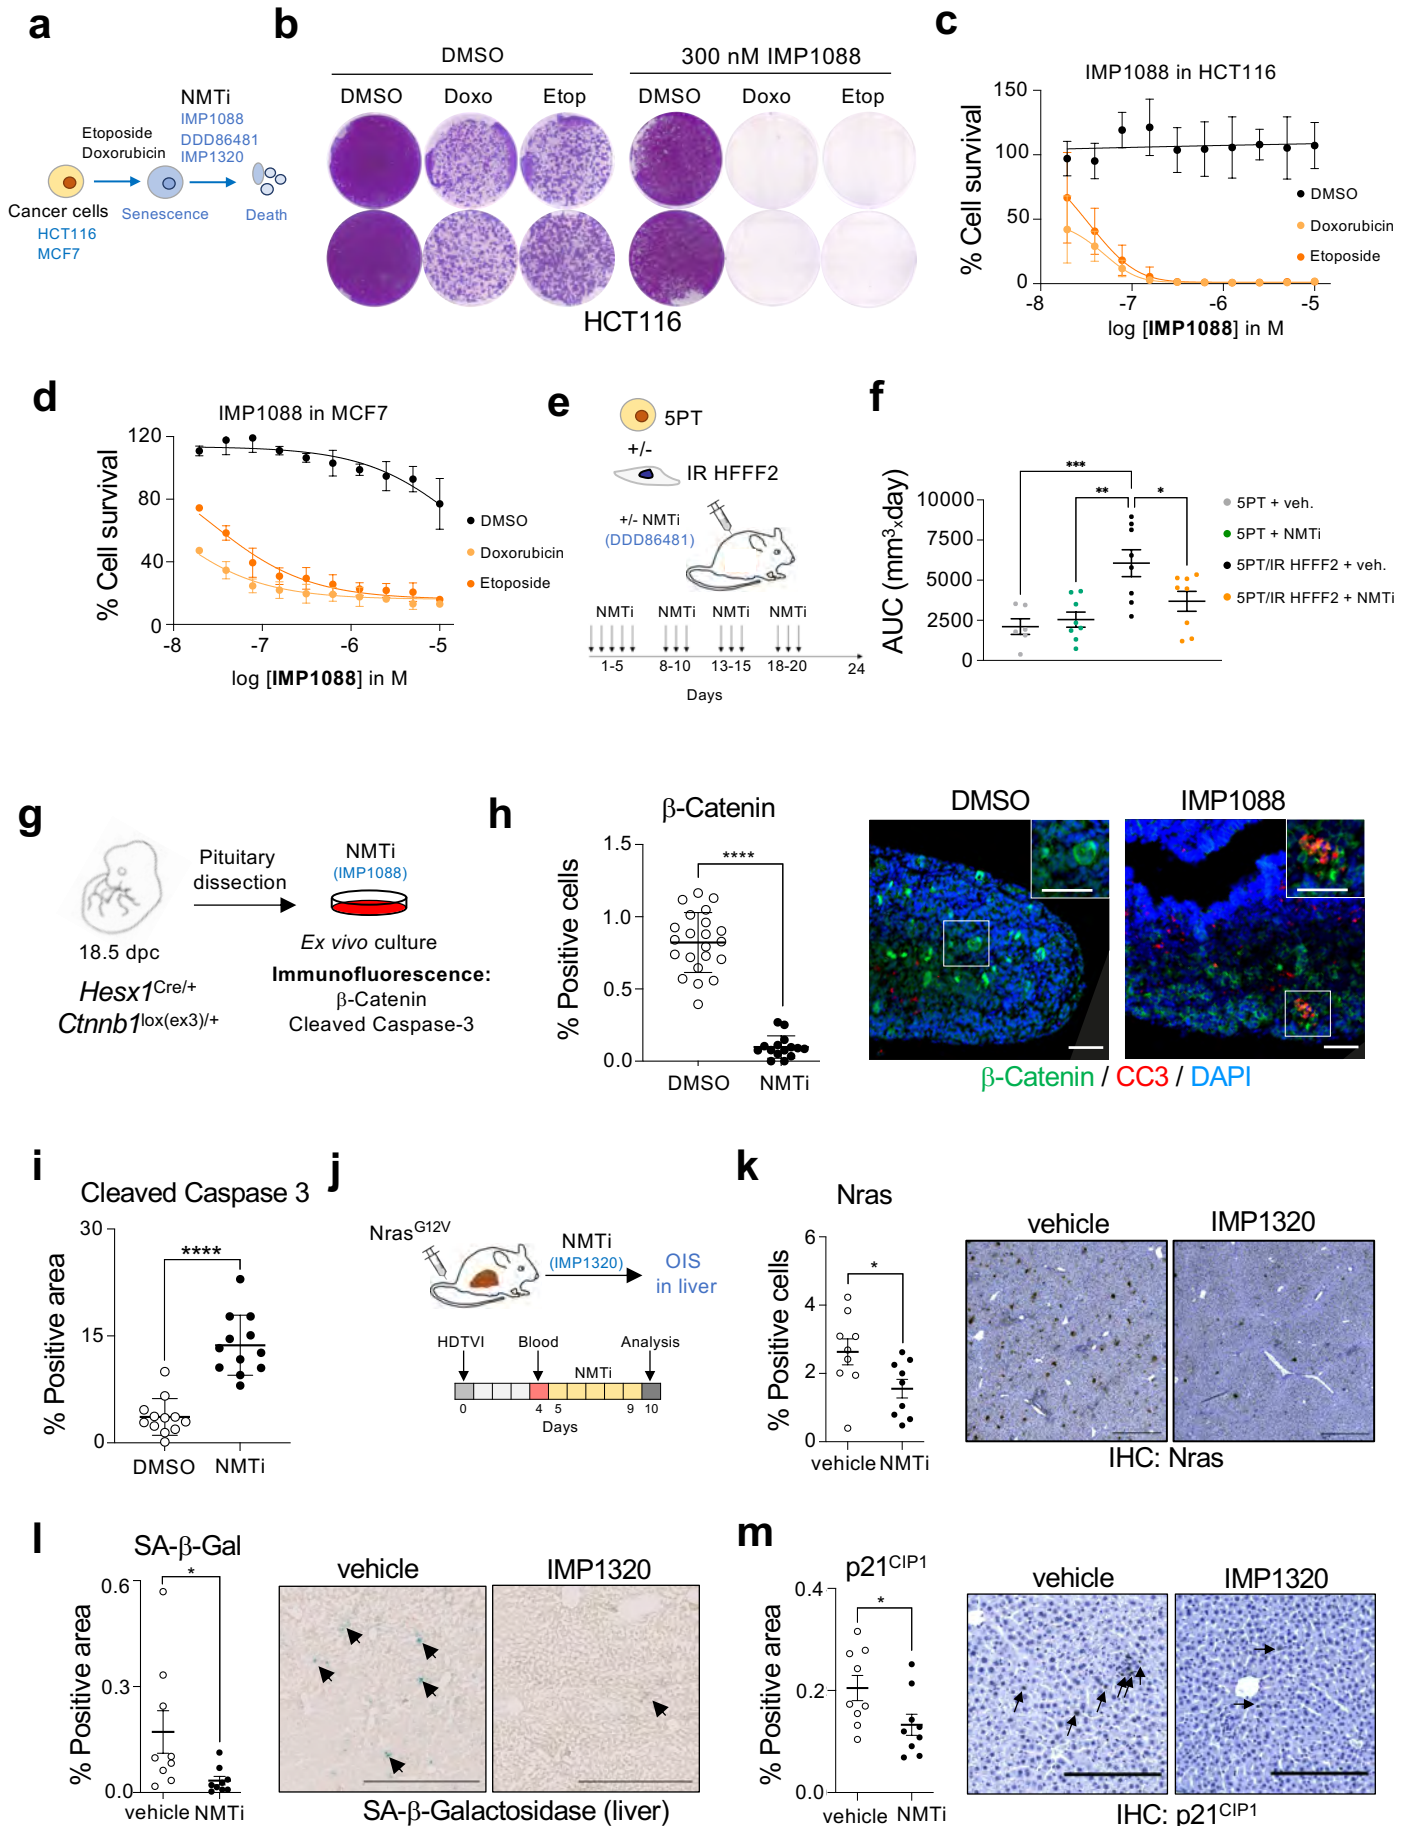 a
NMTi
IMP1088
DDD86481
IMP1320
Etoposide
Doxorubicin
Cancer cells
HCT116
MCF7
Senescence
Death
b
DMSO
300 nM IMP1088
DMSO Doxo Etop DMSO Doxo Etop
HCT116
c
IMP1088 in HCT116
% Cell survival
150
100
50
0
-8 -7 -6 -5
log [IMP1088] in M
DMSO
Doxorubicin
Etoposide
d
IMP1088 in MCF7
% Cell survival
120
80
40
0
-8 -7 -6 -5
log [IMP1088] in M
DMSO
Doxorubicin
Etoposide
e
5PT
+/-
IR HFFF2
+/- NMTi
(DDD86481)
NMTi NMTi NMTi NMTi
1-5 8-10 13-15 18-20 24
Days
f
AUC (mm³ₓday)
10000
7500
5000
2500
0
***
** *
5PT + veh.
5PT + NMTi
5PT/IR HFFF2 + veh.
5PT/IR HFFF2 + NMTi
g
18.5 dpc
Hesx1Cre/+
Ctnnb1lox(ex3)/+
Pituitary
dissection
NMTi
(IMP1088)
Ex vivo culture
Immunofluorescence:
β-Catenin
Cleaved Caspase-3
h
β-Catenin
% Positive cells
1.5
1.0
0.5
0.0
****
DMSO NMTi
DMSO IMP1088
β-Catenin / CC3 / DAPI
i
Cleaved Caspase 3
% Positive area
30
15
0
****
DMSO NMTi
j
NrasG12V
NMTi
(IMP1320)
OIS
in liver
HDTVI Blood Analysis
NMTi
0 4 5 9 10
Days
k
Nras
% Positive cells
6
4
2
0
*
vehicle NMTi
vehicle IMP1320
IHC: Nras
l
SA-β-Gal
% Positive area
0.6
0.3
0.0
*
vehicle NMTi
vehicle IMP1320
SA-β-Galactosidase (liver)
m
p21CIP1
% Positive area
0.4
0.2
0.0
*
vehicle NMTi
vehicle IMP1320
IHC: p21CIP1